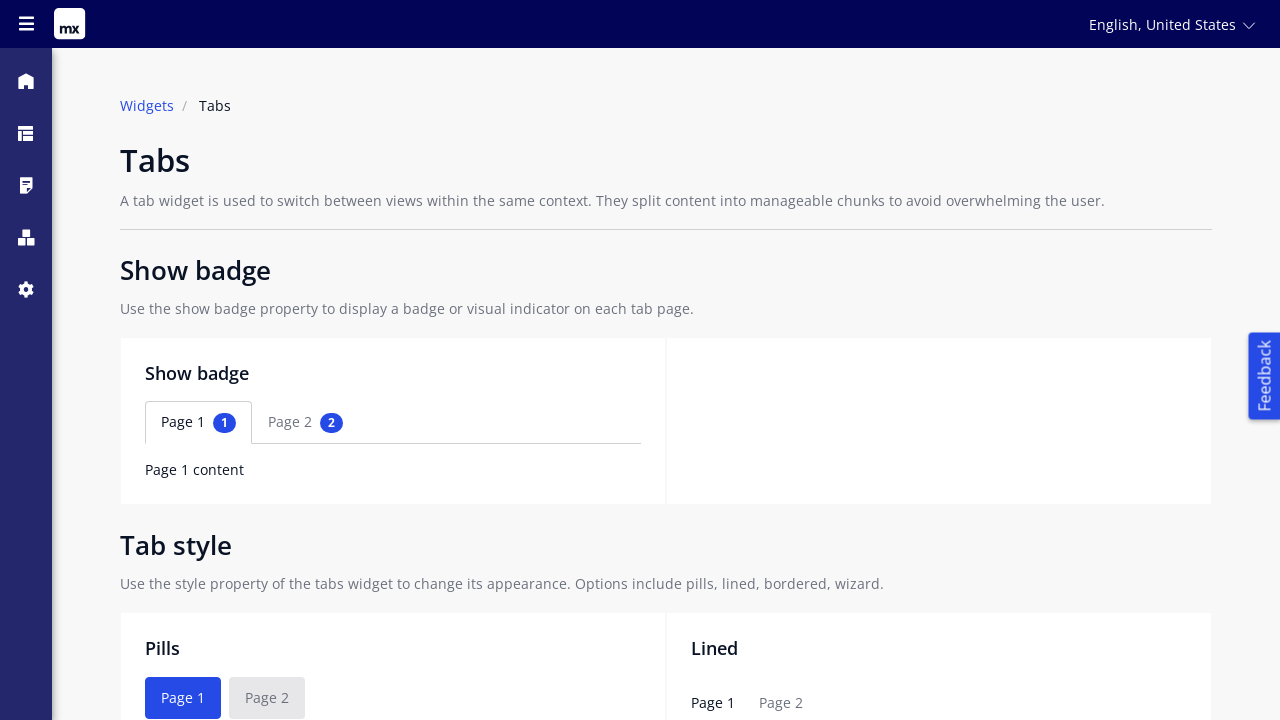 mx
English, United States
Widgets / Tabs
Tabs
A tab widget is used to switch between views within the same context. They split content into manageable chunks to avoid overwhelming the user.
Show badge
Use the show badge property to display a badge or visual indicator on each tab page.
Show badge
Page 1 1 Page 2 2
Page 1 content
Feedback
Tab style
Use the style property of the tabs widget to change its appearance. Options include pills, lined, bordered, wizard.
Pills
Page 1 Page 2
Lined
Page 1 Page 2